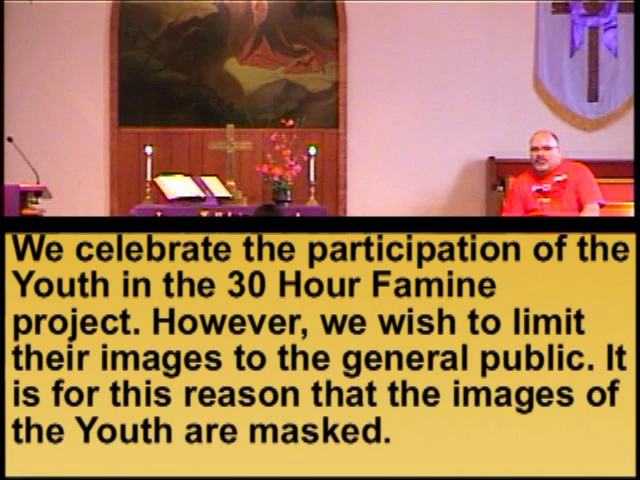 We celebrate the participation of the
Youth in the 30 Hour Famine
project. However, we wish to limit
their images to the general public. It
is for this reason that the images of
the Youth are masked.